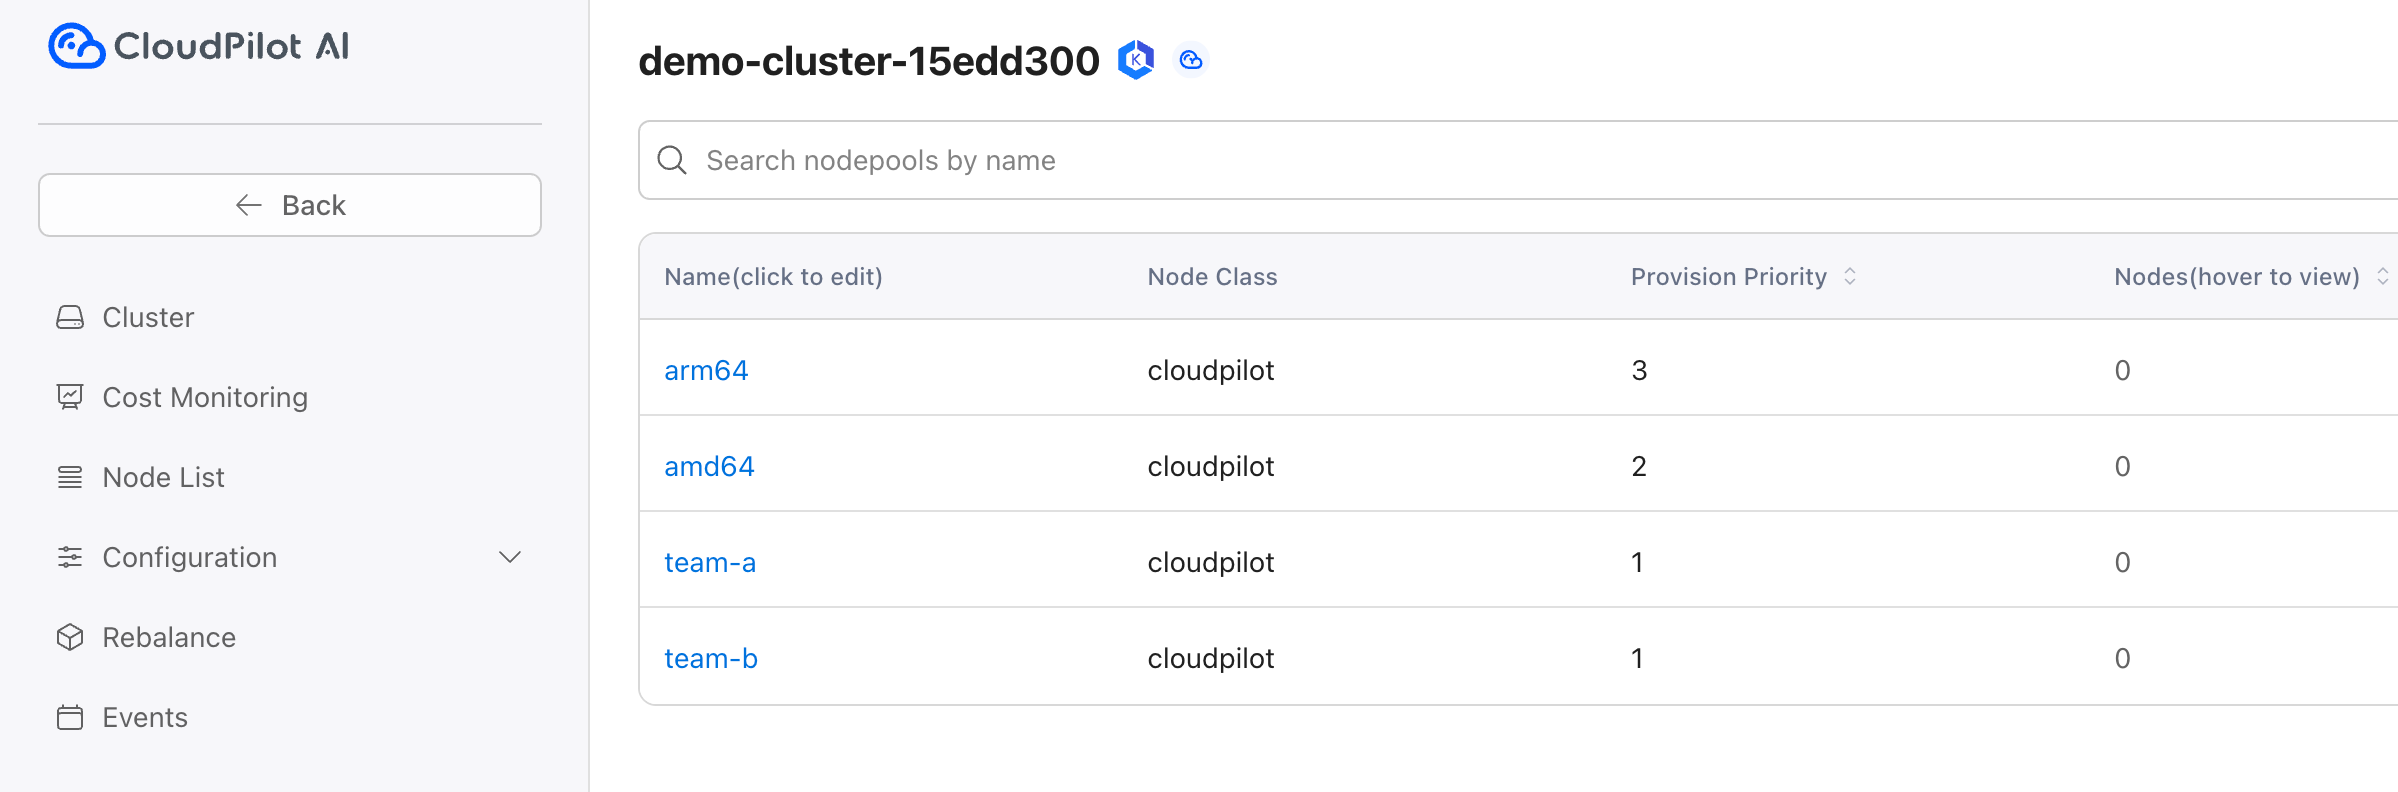 CloudPilot AI
Back
Cluster
Cost Monitoring
Node List
Configuration
Rebalance
Events
demo-cluster-15edd300
Search nodepools by name
Name(click to edit) Node Class Provision Priority Nodes(hover to view)
arm64 cloudpilot 3 0
amd64 cloudpilot 2 0
team-a cloudpilot 1 0
team-b cloudpilot 1 0